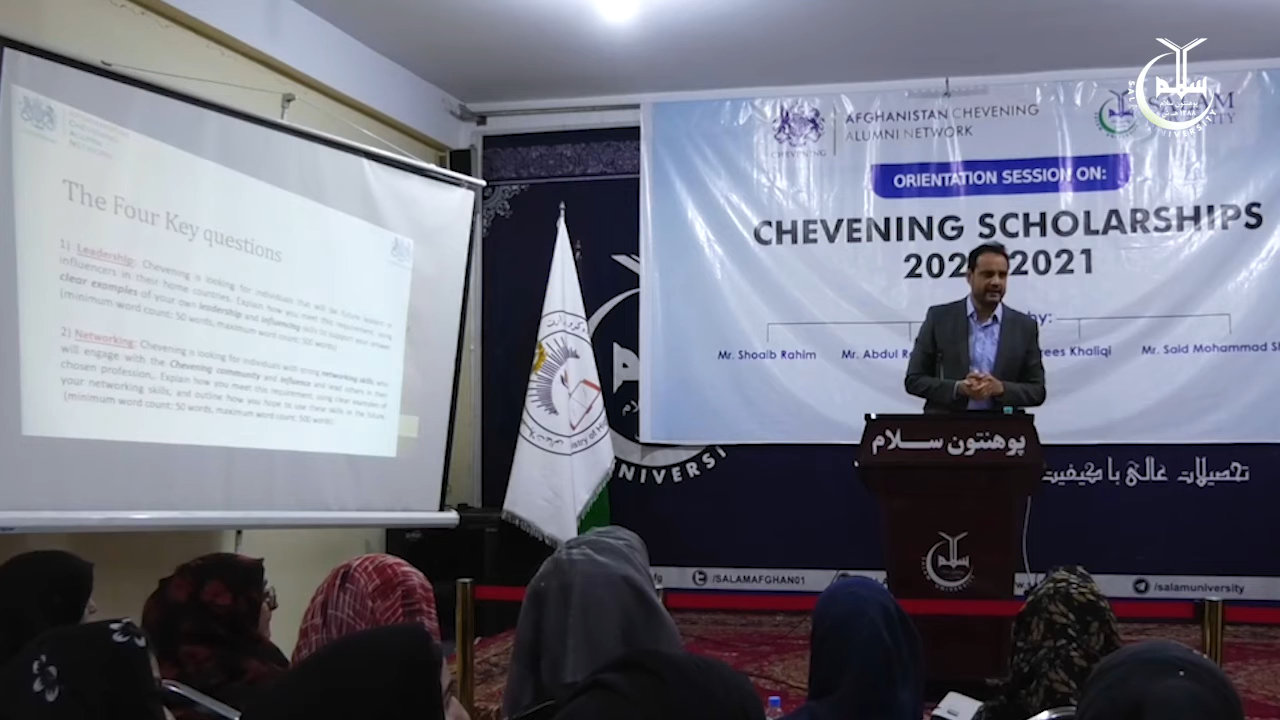 The Four Key questions
1) Leadership: Chevening is looking for individuals that will be future leaders or
influencers in their home countries. Explain how you meet this requirement, using
clear examples of your own leadership and influencing skills to support your answer
(minimum word count: 50 words, maximum word count: 500 words)
2) Networking: Chevening is looking for individuals with strong networking skills, who
will engage with the Chevening community and influence and lead others in their
chosen profession. Explain how you meet this requirement, using clear examples of
your networking skills, and outline how you hope to use these skills in the future.
(minimum word count: 50 words, maximum word count: 500 words)
CHEVENING
AFGHANISTAN CHEVENING
ALUMNI NETWORK
ORIENTATION SESSION ON:
CHEVENING SCHOLARSHIPS
2021
by:
Mr. Shoaib Rahim
Mr. Abdul
Khaliqi
Mr. Said Mohammad
سلام
پوهنتون سلام
UNIVERSITY
پوهنتون سلام
تحصیلات عالی با کیفیت
/SALAMAFGHAN01
/salamuniversity